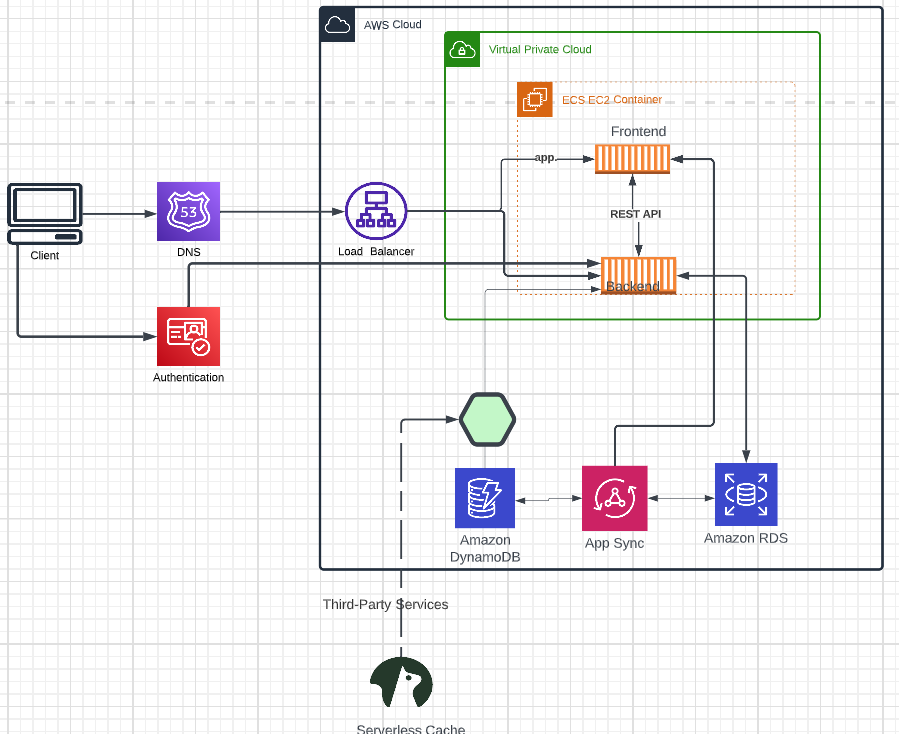 AWS Cloud
Virtual Private Cloud
ECS EC2 Container
Frontend
app.
53
REST API
Client
DNS
Load Balancer
Backend
Authentication
Amazon
DynamoDB
App Sync
Amazon RDS
Third-Party Services
Serverless Cache